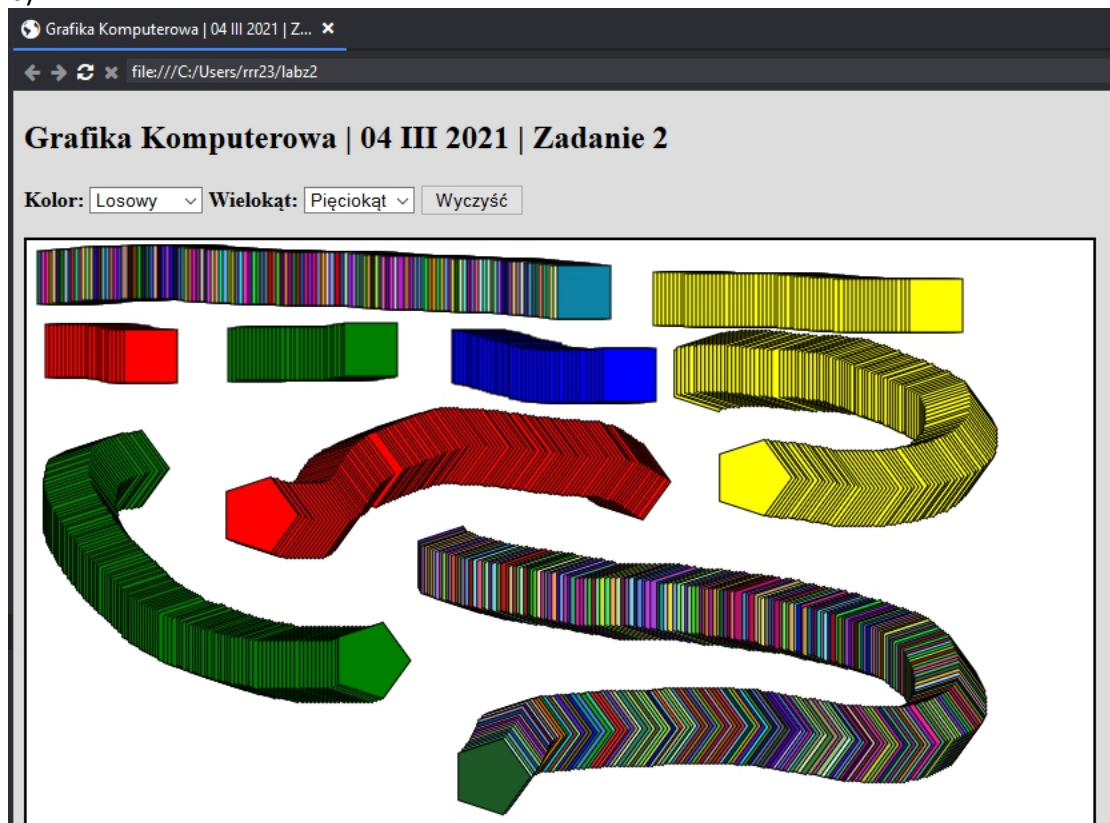 Grafika Komputerowa | 04 III 2021 | Z...
file:///C:/Users/rrr23/labz2
Grafika Komputerowa | 04 III 2021 | Zadanie 2
Kolor: Losowy Wielokąt: Pięciokąt Wyczyść